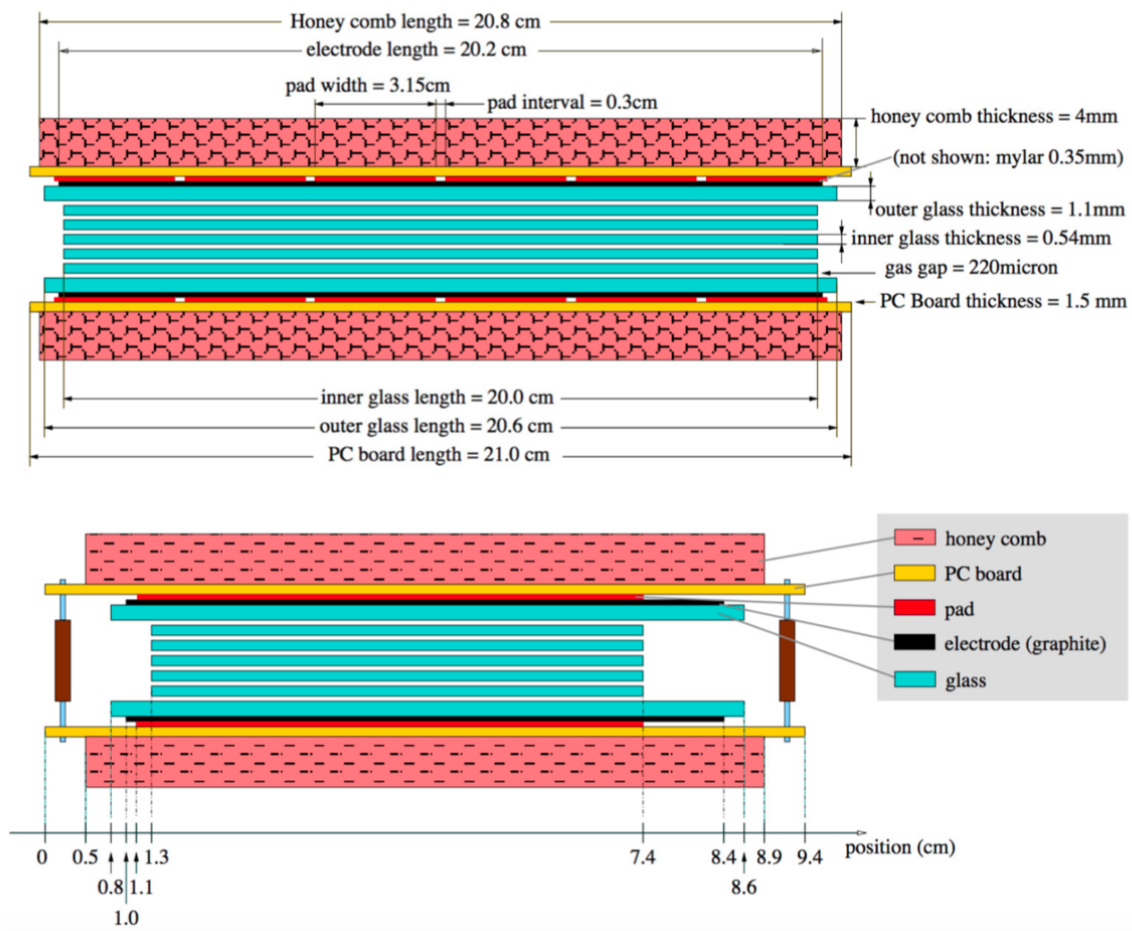 Honey comb length = 20.8 cm
electrode length = 20.2 cm
pad width = 3.15cm
pad interval = 0.3cm
honey comb thickness = 4mm
(not shown: mylar 0.35mm)
outer glass thickness = 1.1mm
inner glass thickness = 0.54mm
gas gap = 220micron
PC Board thickness = 1.5 mm
inner glass length = 20.0 cm
outer glass length = 20.6 cm
PC board length = 21.0 cm
honey comb
PC board
pad
electrode (graphite)
glass
0 0.5 1.3 7.4 8.4 8.9 9.4 position (cm)
0.8 1.1 8.6
1.0